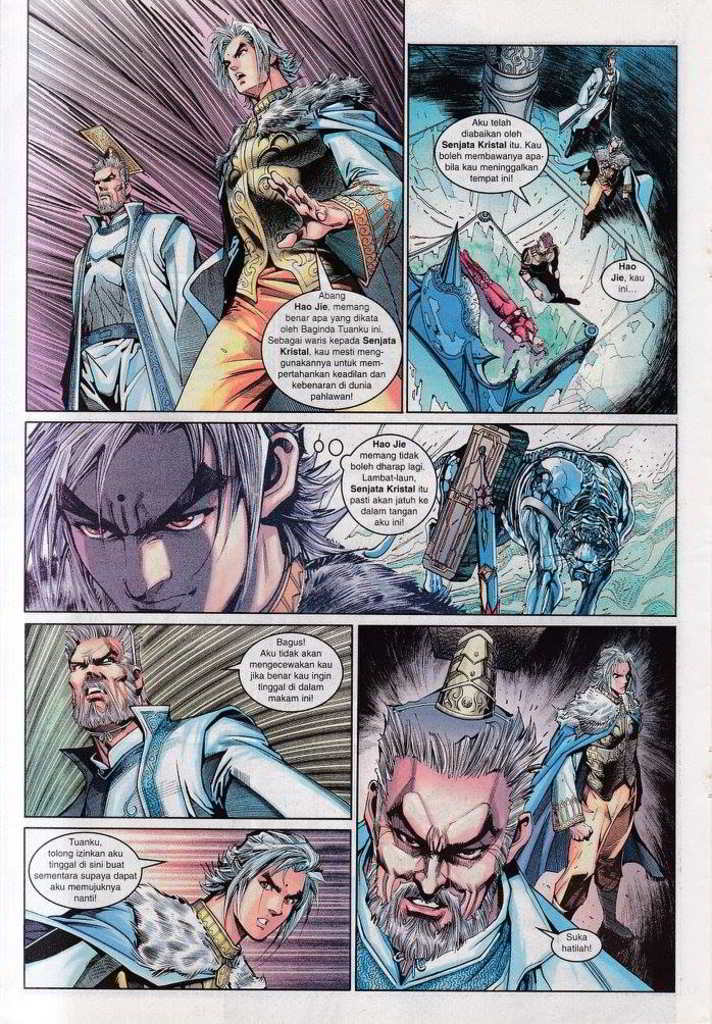 Abang
Hao Jie, memang
benar apa yang dikata
oleh Baginda Tuanku ini.
Sebagai waris kepada Senjata
Kristal, kau mesti meng-
gunakannya untuk mem-
pertahankan keadilan dan
kebenaran di dunia
pahlawan!
Aku telah
diabaikan oleh
Senjata Kristal itu. Kau
boleh membawanya apa-
bila kau meninggalkan
tempat ini!
Hao
Jie, kau
ini...
Hao Jie
memang tidak
boleh dharap lagi.
Lambat-laun,
Senjata Kristal itu
pasti akan jatuh ke
dalam tangan
aku ini!
Bagus!
Aku tidak akan
mengecewakan kau
jika benar kau ingin
tinggal di dalam
makam ini!
Tuanku,
tolong izinkan aku
tinggal di sini buat
sementara supaya dapat
aku memujuknya
nanti!
Suka
hatilah!